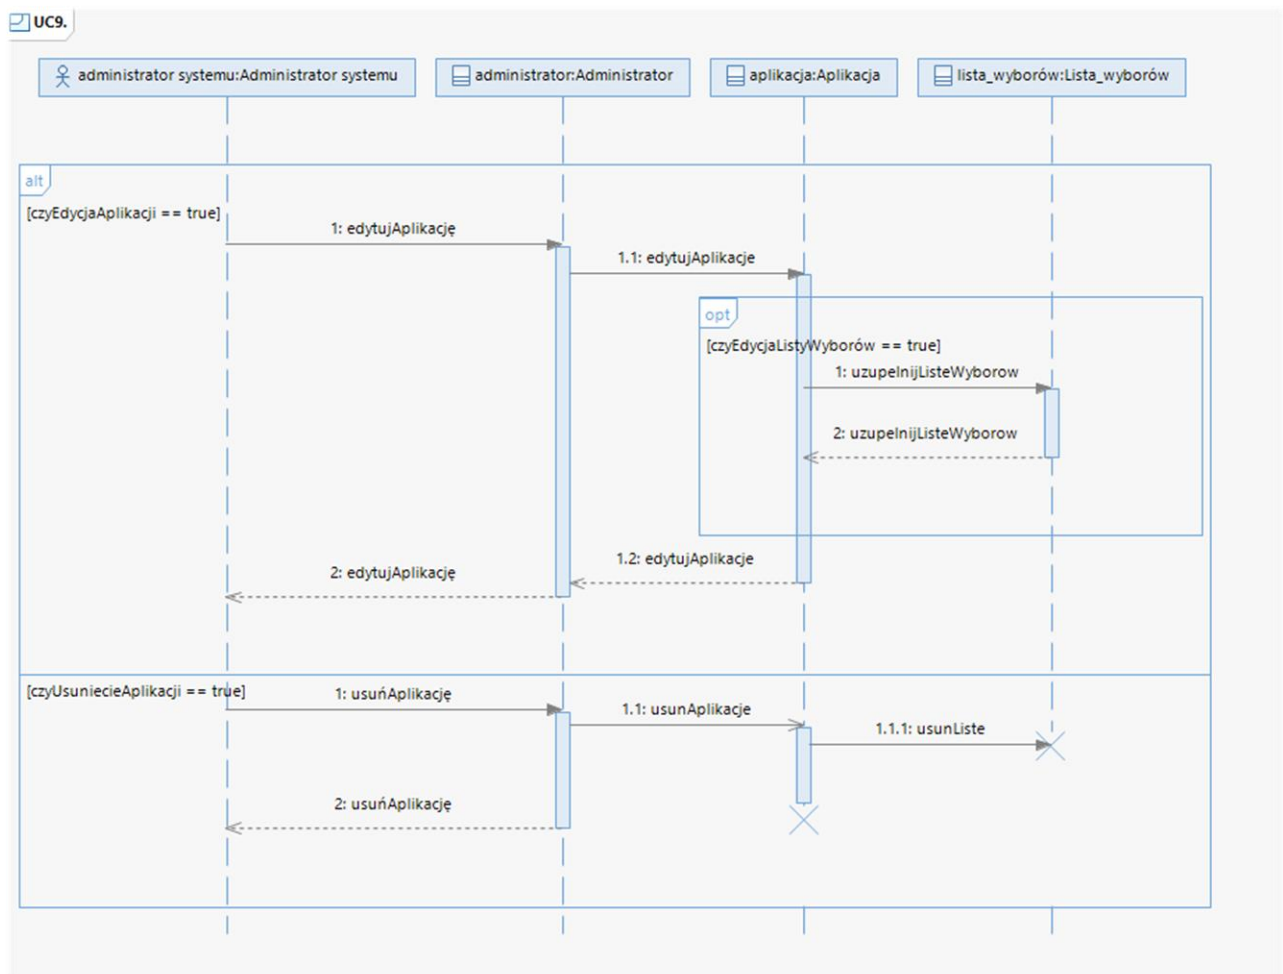 UC9.
administrator systemu:Administrator systemu
administrator:Administrator
aplikacja:Aplikacja
lista_wyborów:Lista_wyborów
alt
[czyEdycjaAplikacji == true]
1: edytujAplikację
1.1: edytujAplikacje
opt
[czyEdycjaListyWyborów == true]
1: uzupelnijListeWyborow
2: uzupelnijListeWyborow
1.2: edytujAplikacje
2: edytujAplikację
[czyUsuniecieAplikacji == true]
1: usuńAplikację
1.1: usunAplikacje
1.1.1: usunListe
2: usuńAplikację